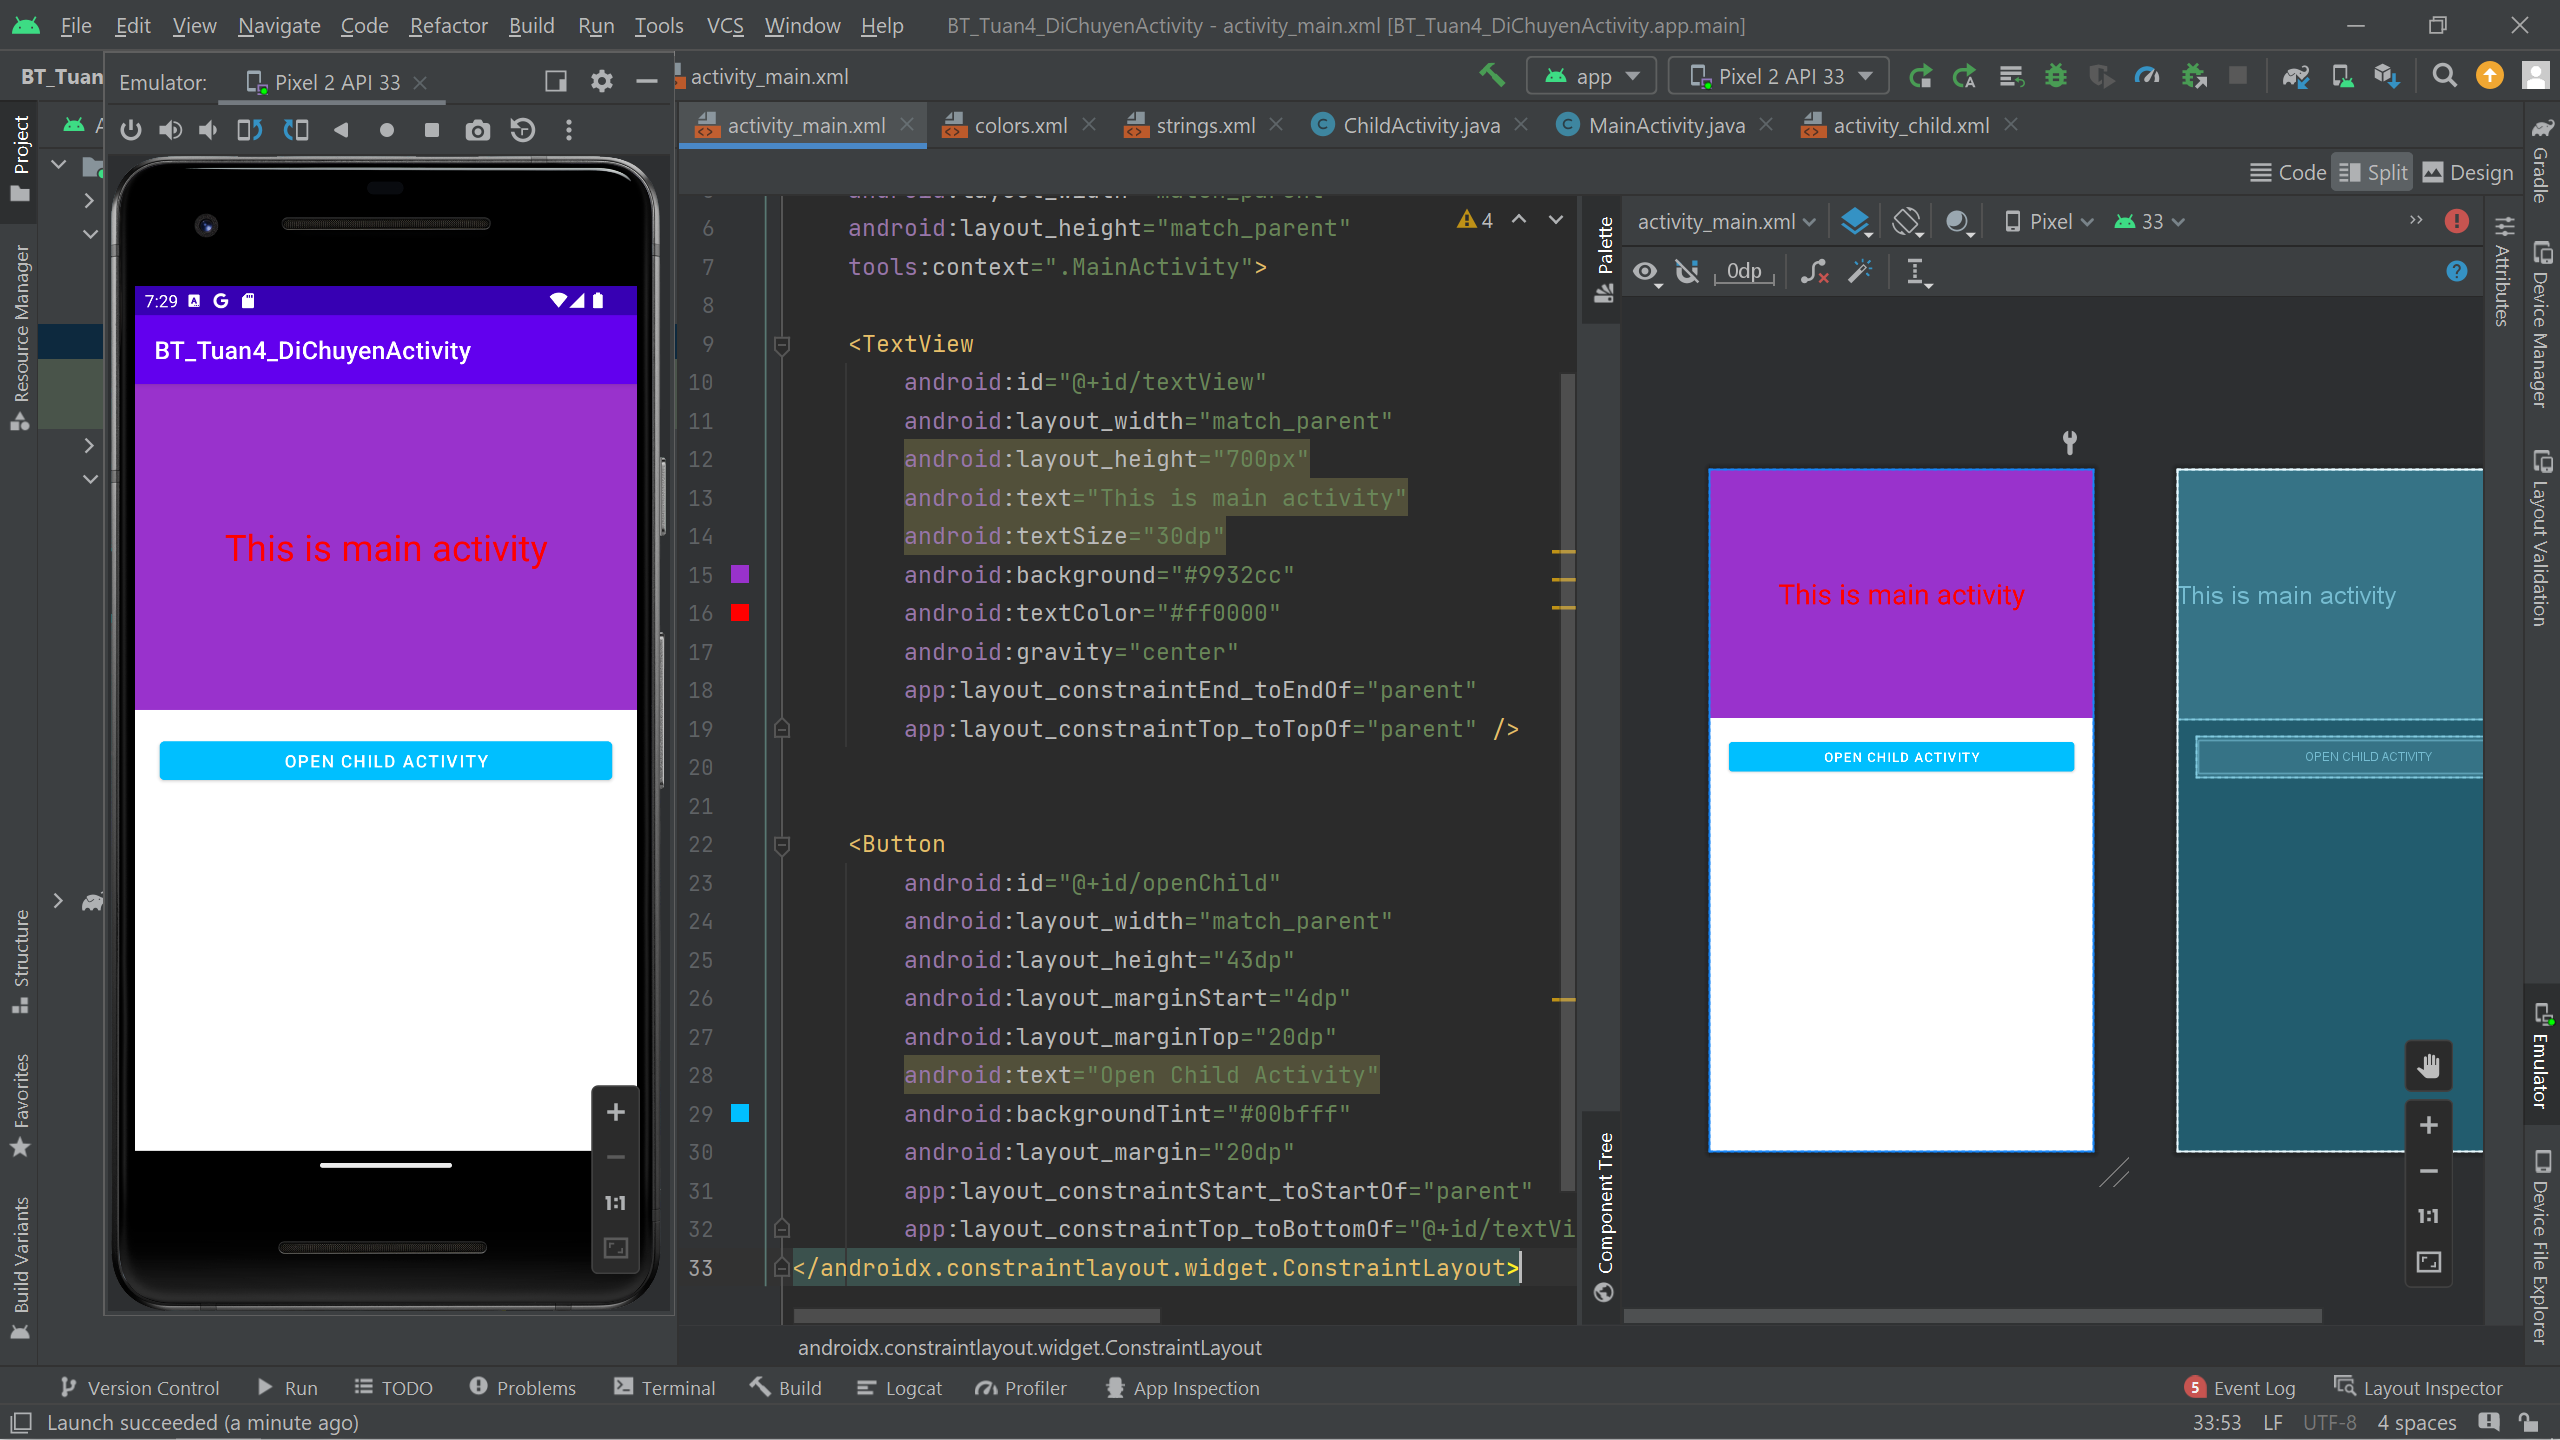 File Edit View Navigate Code Refactor Build Run Tools VCS Window Help BT_Tuan4_DiChuyenActivity - activity_main.xml [BT_Tuan4_DiChuyenActivity.app.main]
BT_Tuan
Emulator: Pixel 2 API 33
activity_main.xml
app
Pixel 2 API 33
activity_main.xml colors.xml strings.xml ChildActivity.java MainActivity.java activity_child.xml
Code Split Design
Project
Resource Manager
Structure
Favorites
Build Variants
7:29
BT_Tuan4_DiChuyenActivity
This is main activity
OPEN CHILD ACTIVITY
1:1
4
6 android:layout_height="match_parent"
7 tools:context=".MainActivity">
8
9 <TextView
10 android:id="@+id/textView"
11 android:layout_width="match_parent"
12 android:layout_height="700px"
13 android:text="This is main activity"
14 android:textSize="30dp"
15 android:background="#9932cc"
16 android:textColor="#ff0000"
17 android:gravity="center"
18 app:layout_constraintEnd_toEndOf="parent"
19 app:layout_constraintTop_toTopOf="parent" />
20
21
22 <Button
23 android:id="@+id/openChild"
24 android:layout_width="match_parent"
25 android:layout_height="43dp"
26 android:layout_marginStart="4dp"
27 android:layout_marginTop="20dp"
28 android:text="Open Child Activity"
29 android:backgroundTint="#00bfff"
30 android:layout_margin="20dp"
31 app:layout_constraintStart_toStartOf="parent"
32 app:layout_constraintTop_toBottomOf="@+id/textVi
33 </androidx.constraintlayout.widget.ConstraintLayout>
androidx.constraintlayout.widget.ConstraintLayout
Palette
Component Tree
activity_main.xml Pixel 33
0dp
This is main activity
OPEN CHILD ACTIVITY
This is main activity
OPEN CHILD ACTIVITY
1:1
Attributes
Gradle
Device Manager
Layout Validation
Emulator
Device File Explorer
Version Control Run TODO Problems Terminal Build Logcat Profiler App Inspection 5 Event Log Layout Inspector
Launch succeeded (a minute ago) 33:53 LF UTF-8 4 spaces